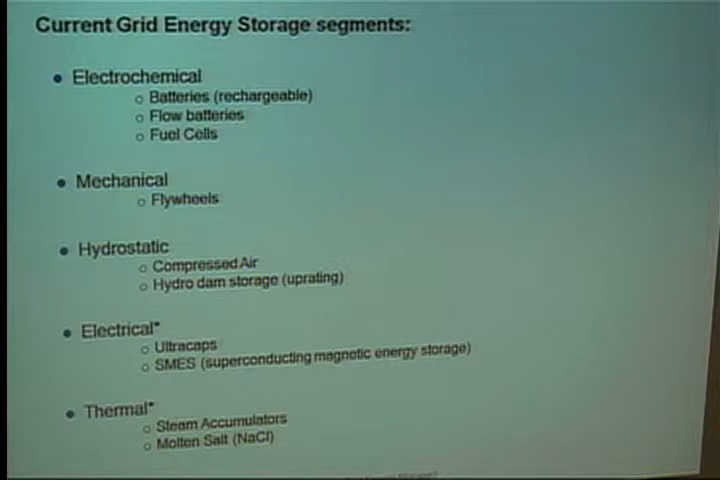 Current Grid Energy Storage segments:
• Electrochemical
o Batteries (rechargeable)
o Flow batteries
o Fuel Cells
• Mechanical
o Flywheels
• Hydrostatic
o Compressed Air
o Hydro dam storage (uprating)
• Electrical*
o Ultracaps
o SMES (superconducting magnetic energy storage)
• Thermal*
o Steam Accumulators
o Molten Salt (NaCl)